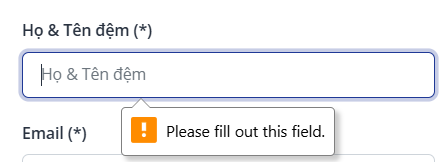 Họ & Tên đệm (*)
Họ & Tên đệm
Please fill out this field.
Email (*)